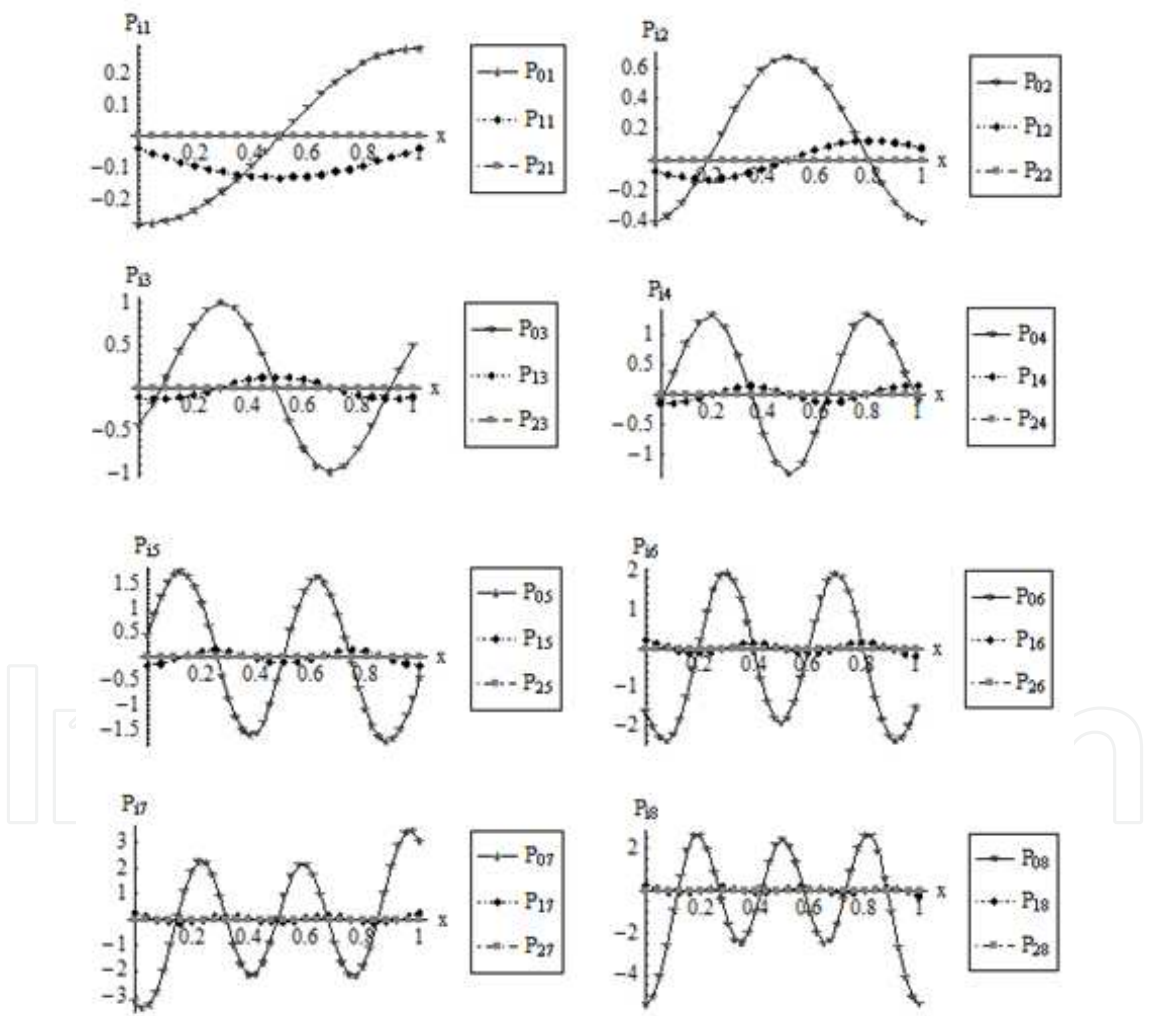 P₁₁
0.2
0.1
−0.1
−0.2
0.2 0.4 0.6 0.8 1 x
P₀₁
P₁₁
P₂₁
Pᵢ₂
0.6
0.4
0.2
−0.2
−0.4
0.2 0.4 0.6 0.8 1 x
P₀₂
P₁₂
P₂₂
Pᵢ₃
1
0.5
−0.5
−1
0.2 0.4 0.6 0.8 1 x
P₀₃
P₁₃
P₂₃
Pᵢ₄
1
0.5
−0.5
−1
0.2 0.4 0.6 0.8 1 x
P₀₄
P₁₄
P₂₄
Pᵢ₅
1.5
1
0.5
−0.5
−1
−1.5
0.2 0.4 0.6 0.8 1 x
P₀₅
P₁₅
P₂₅
Pᵢ₆
2
1
−1
−2
0.2 0.4 0.6 0.8 1 x
P₀₆
P₁₆
P₂₆
Pᵢ₇
3
2
1
−1
−2
−3
0.2 0.4 0.6 0.8 1 x
P₀₇
P₁₇
P₂₇
Pᵢ₈
2
−2
−4
0.2 0.4 0.6 0.8 1 x
P₀₈
P₁₈
P₂₈